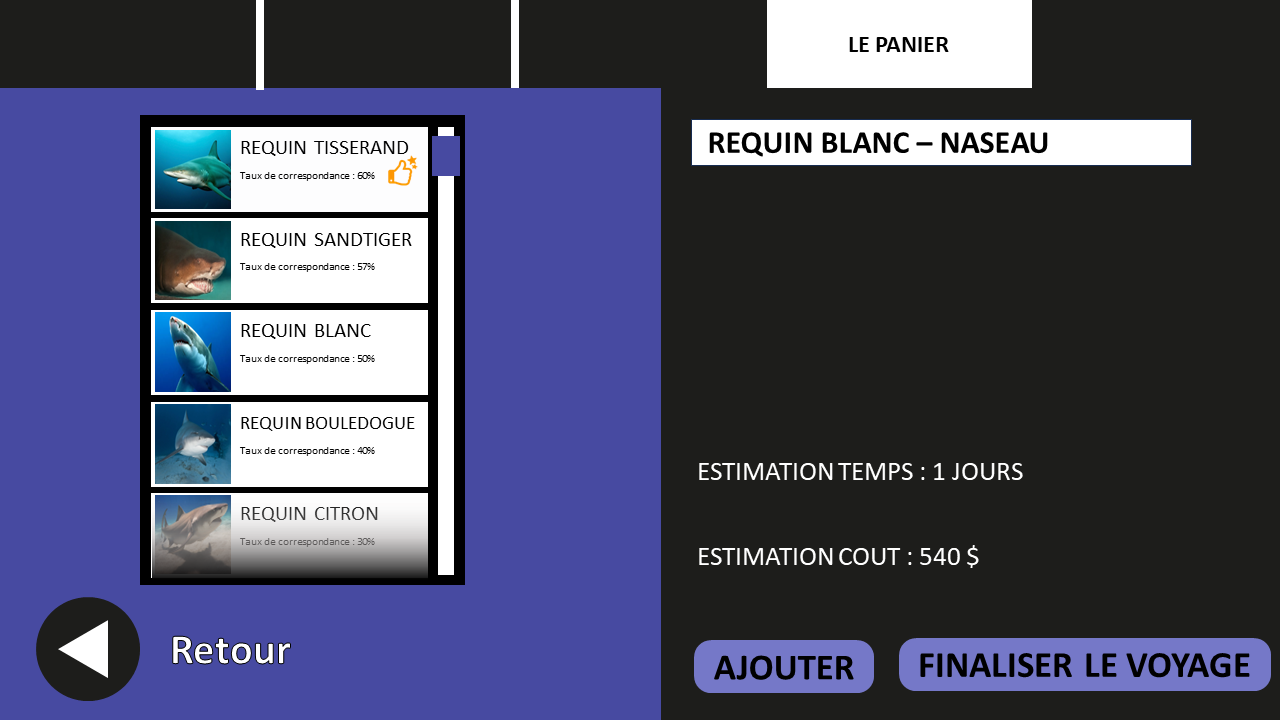 LE PANIER
REQUIN TISSERAND
Taux de correspondance : 60%
REQUIN SANDTIGER
Taux de correspondance : 57%
REQUIN BLANC
Taux de correspondance : 50%
REQUIN BOULEDOGUE
Taux de correspondance : 40%
REQUIN CITRON
Taux de correspondance : 30%
Retour
REQUIN BLANC – NASEAU
ESTIMATION TEMPS : 1 JOURS
ESTIMATION COUT : 540 $
AJOUTER
FINALISER LE VOYAGE